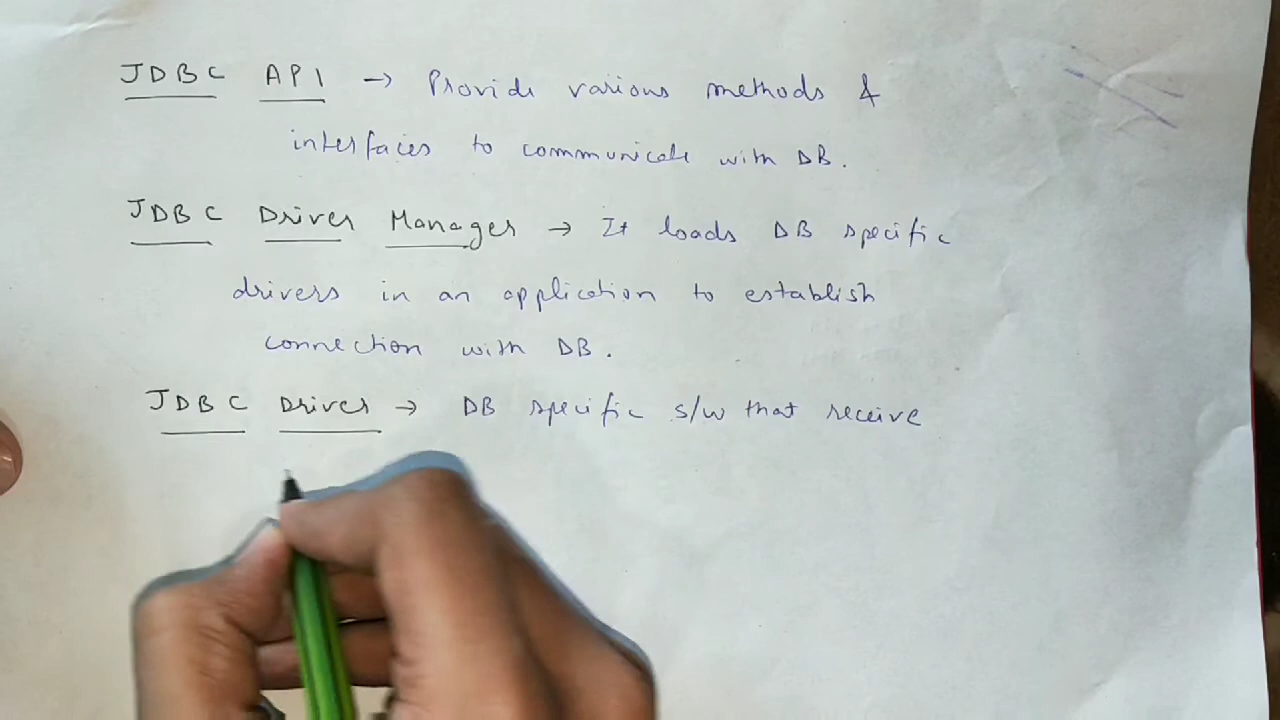 JDBC API → Provide various methods &
interfaces to communicate with DB.
JDBC Driver Manager → It loads DB specific
drivers in an application to establish
connection with DB.
JDBC Driver → DB specific s/w that receive